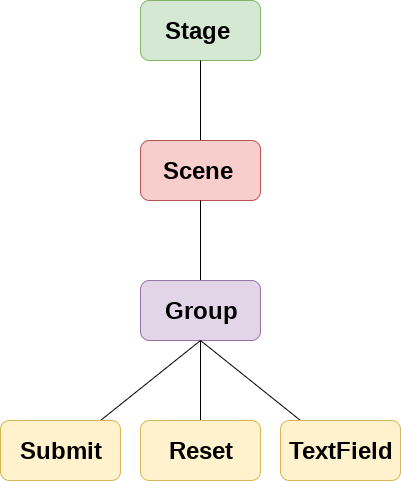 Stage
Scene
Group
Submit
Reset
TextField